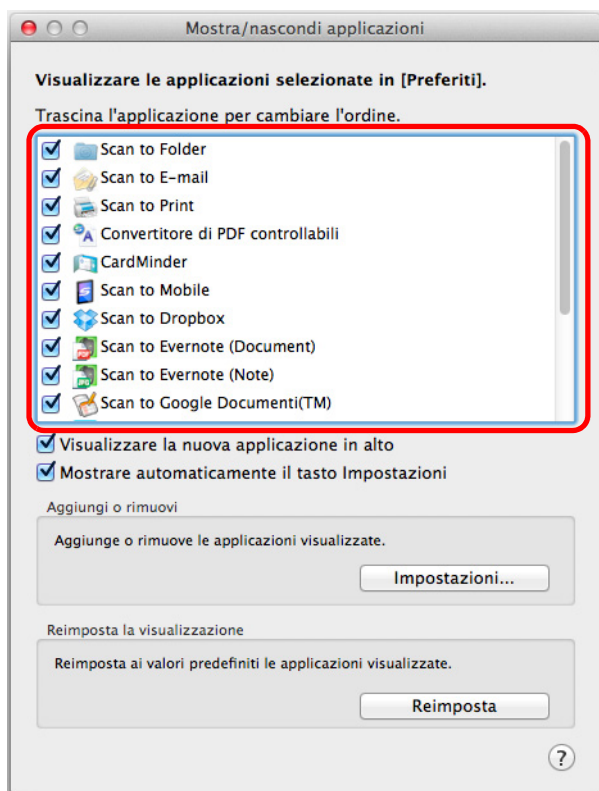 Mostra/nascondi applicazioni
Visualizzare le applicazioni selezionate in [Preferiti].
Trascina l'applicazione per cambiare l'ordine.
Scan to Folder
Scan to E-mail
Scan to Print
Convertitore di PDF controllabili
CardMinder
Scan to Mobile
Scan to Dropbox
Scan to Evernote (Document)
Scan to Evernote (Note)
Scan to Google Documenti(TM)
Visualizzare la nuova applicazione in alto
Mostrare automaticamente il tasto Impostazioni
Aggiungi o rimuovi
Aggiunge o rimuove le applicazioni visualizzate.
Impostazioni...
Reimposta la visualizzazione
Reimposta ai valori predefiniti le applicazioni visualizzate.
Reimposta
?